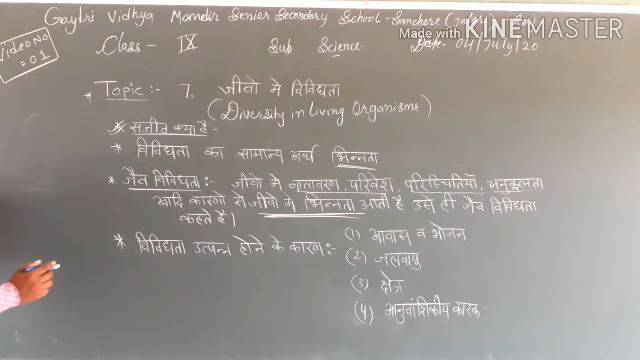 Gaytri Vidhya Mandir Senior Secondary School - Sanchore
Made with KINEMASTER
Video No = 01
Class - IX Sub Science Date - 04/July/20
* Topic :- 7. जीवो मे विविधता
(Diversity in Living Organisms)
क्या है -
* विविधता का सामान्य अर्थ भिन्नता
* जैव विविधता :- जीवो मे वातावरण, परिवेश, परिस्थितियों, अनुकूलता
आदि कारणो से जीवो मे भिन्नता आती है उसे ही जैव विविधता
कहते है।
* विविधता उत्पन्न होने के कारण :-
(1) आवास व भोजन
(2) जलवायु
(3) क्षेत्र
(4) आनुवांशिकीय कारक